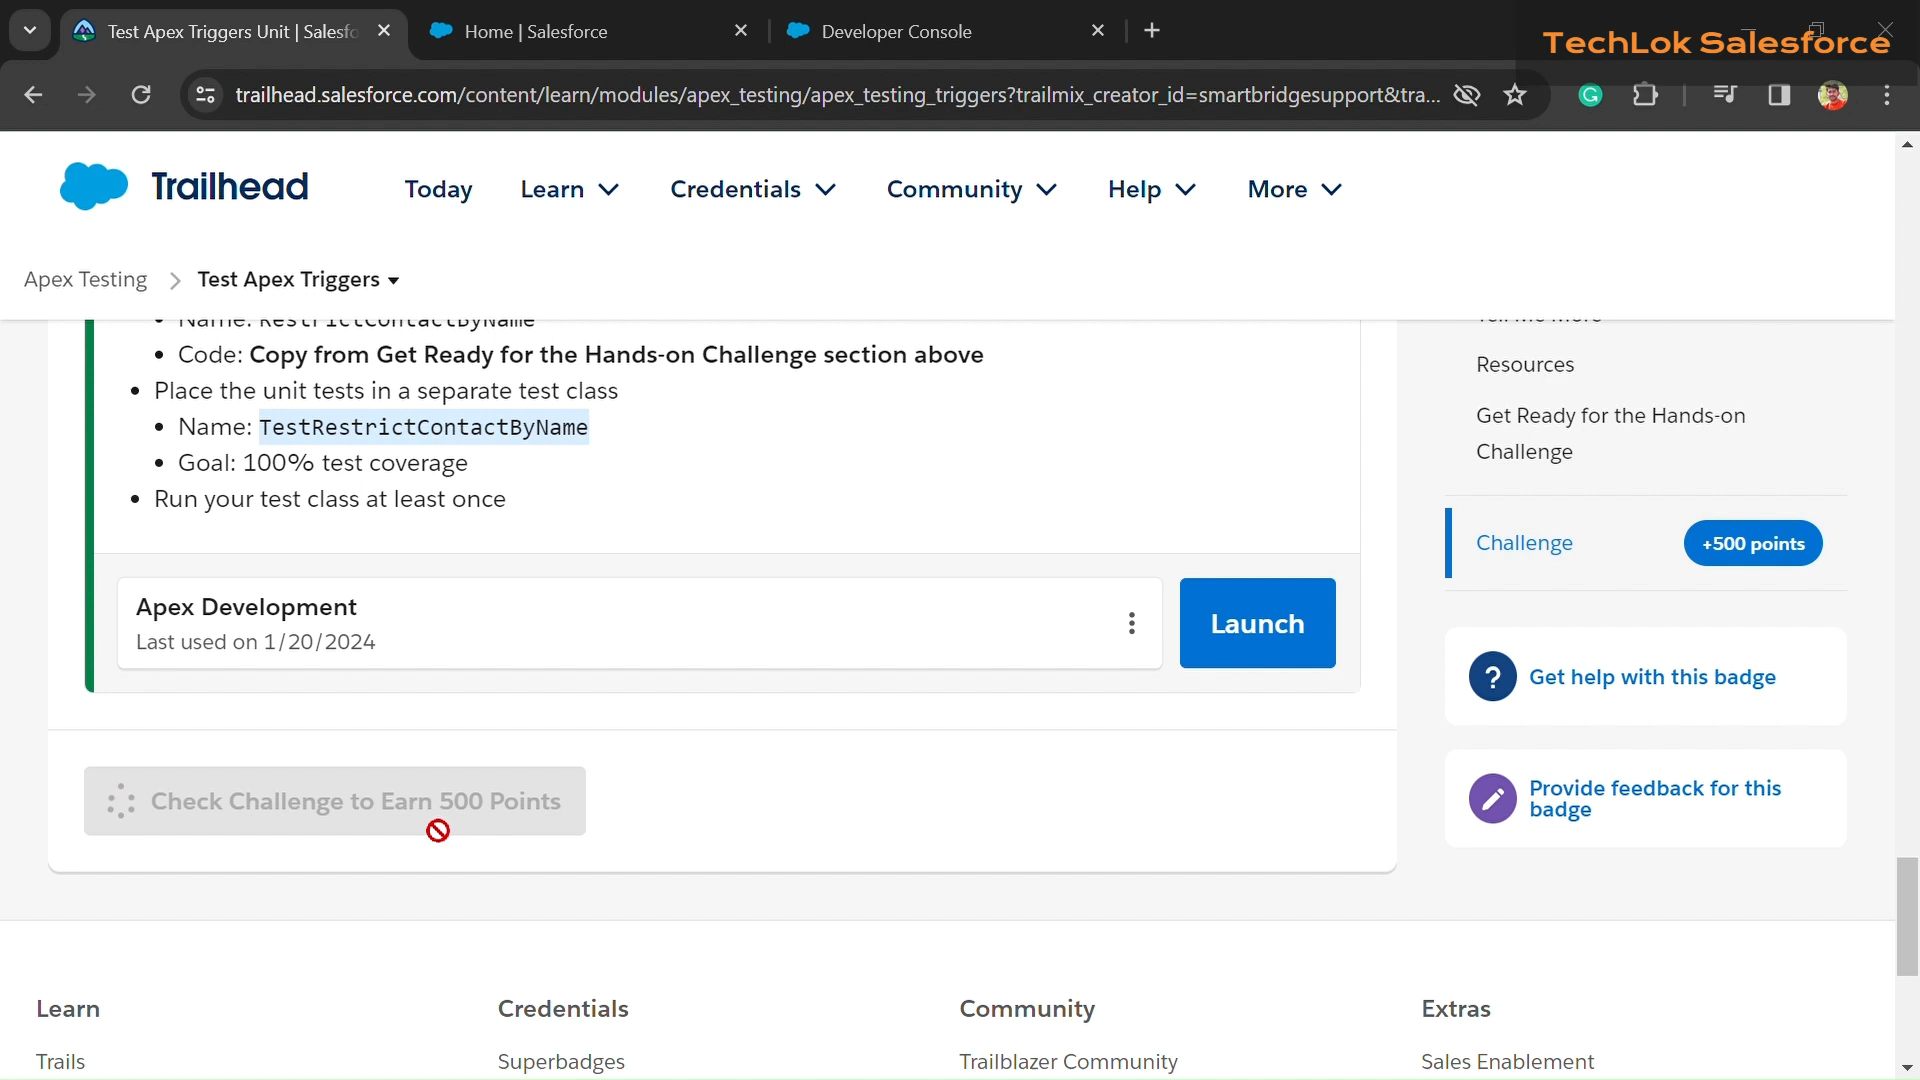 Test Apex Triggers Unit | Salesfo
Home | Salesforce
Developer Console
TechLok Salesforce
trailhead.salesforce.com/content/learn/modules/apex_testing/apex_testing_triggers?trailmix_creator_id=smartbridgesupport&tra...
Trailhead
Today
Learn
Credentials
Community
Help
More
Apex Testing
Test Apex Triggers
Name: RestrictContactByName
Code: Copy from Get Ready for the Hands-on Challenge section above
Place the unit tests in a separate test class
Name: TestRestrictContactByName
Goal: 100% test coverage
Run your test class at least once
Apex Development
Last used on 1/20/2024
Launch
Check Challenge to Earn 500 Points
Tell Me More
Resources
Get Ready for the Hands-on
Challenge
Challenge
+500 points
Get help with this badge
Provide feedback for this
badge
Learn
Credentials
Community
Extras
Trails
Superbadges
Trailblazer Community
Sales Enablement